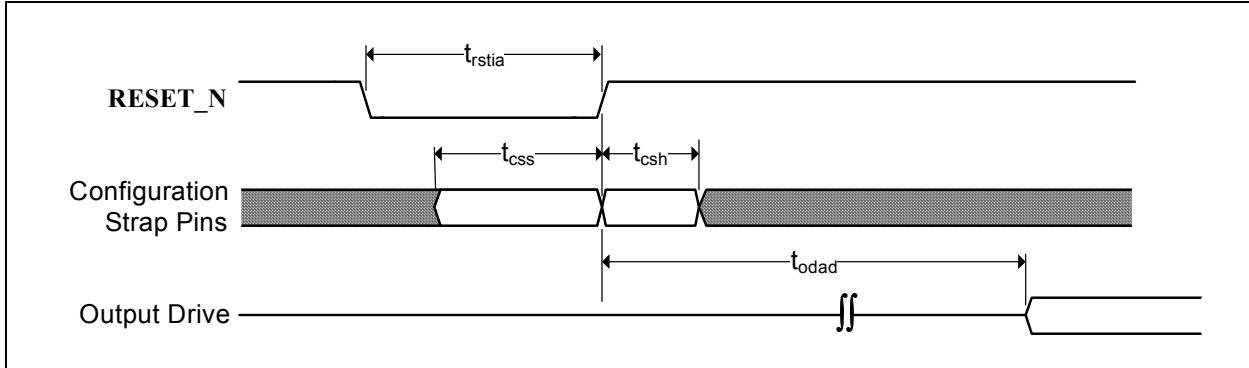 t_rstia
RESET_N
t_css
t_csh
Configuration
Strap Pins
t_odad
Output Drive